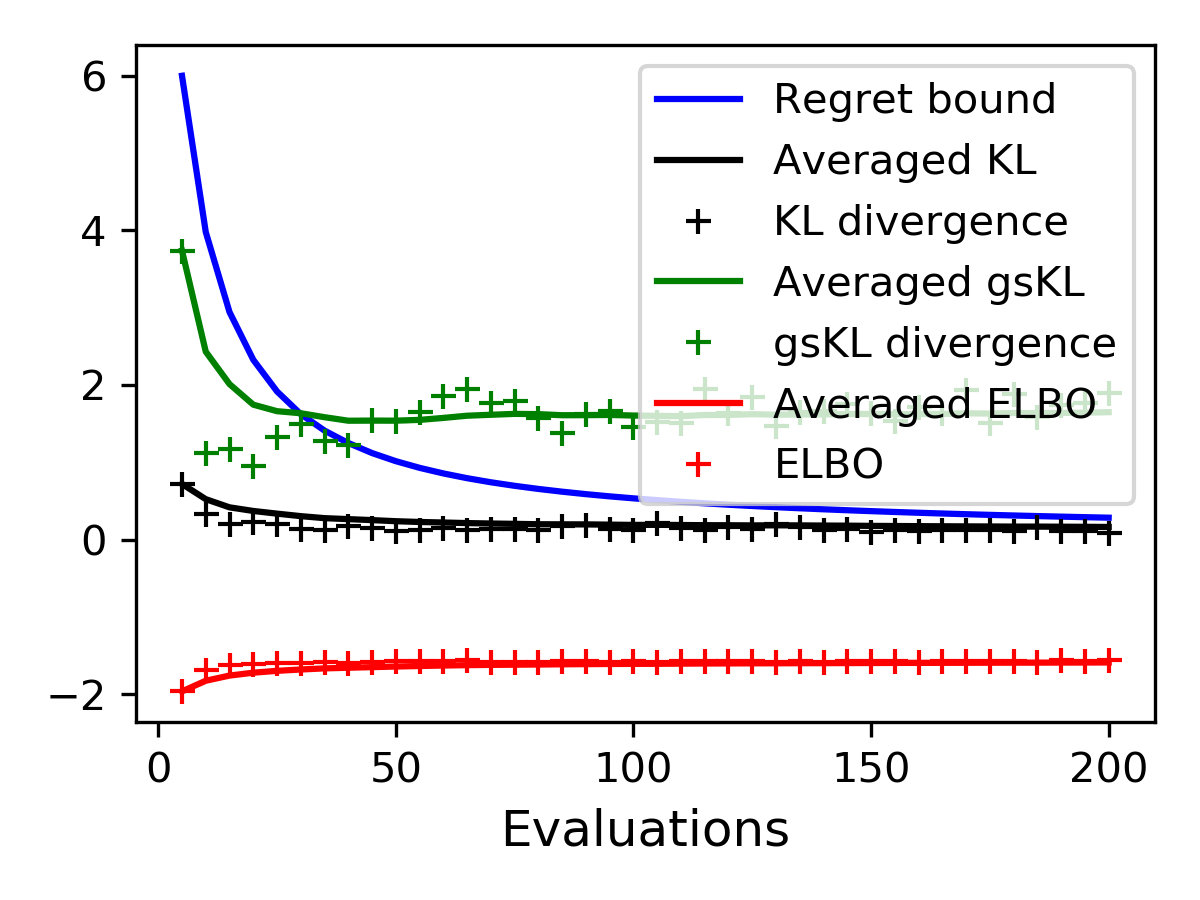 6
4
2
0
−2
Regret bound
Averaged KL
KL divergence
Averaged gsKL
gsKL divergence
Averaged ELBO
ELBO
0 50 100 150 200
Evaluations